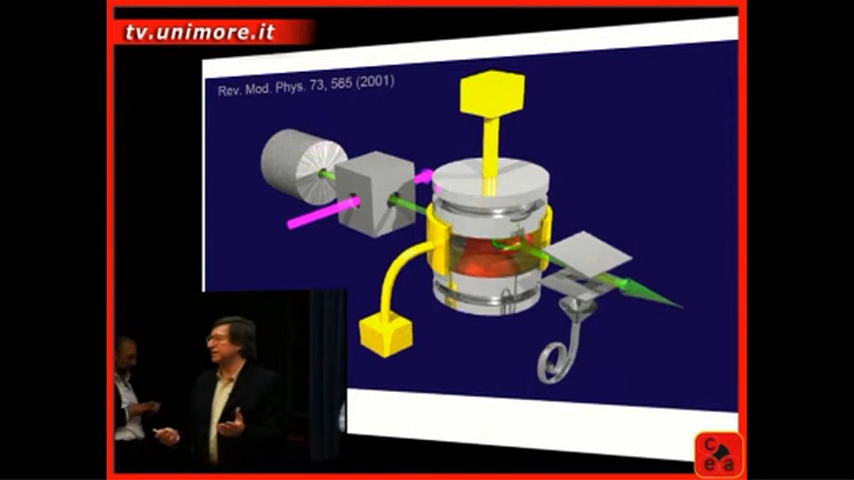 tv.unimore.it
Rev. Mod. Phys. 73, 565 (2001)
c
e a